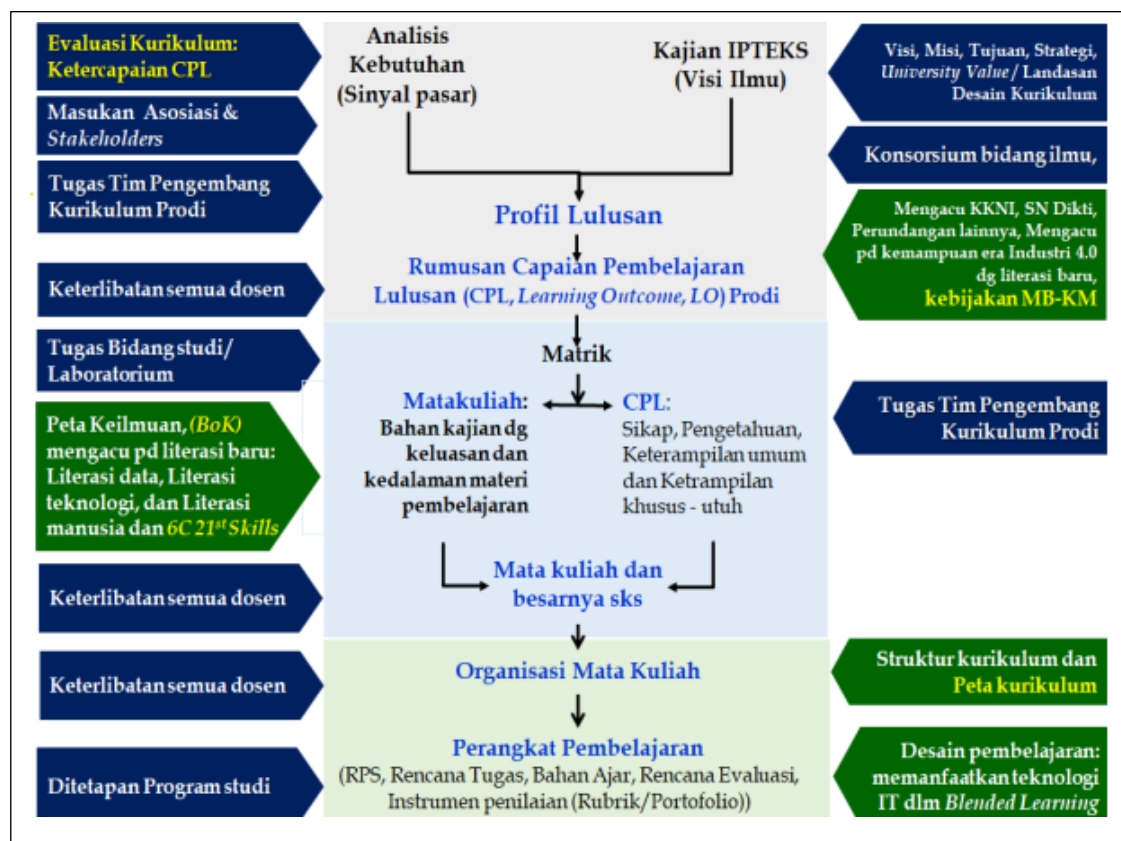 Evaluasi Kurikulum:
Ketercapaian CPL
Masukan Asosiasi &
Stakeholders
Tugas Tim Pengembang
Kurikulum Prodi
Keterlibatan semua dosen
Tugas Bidang studi/
Laboratorium
Peta Keilmuan, (BoK)
mengacu pd literasi baru:
Literasi data, Literasi
teknologi, dan Literasi
manusia dan 6C 21st Skills
Keterlibatan semua dosen
Keterlibatan semua dosen
Ditetapan Program studi
Analisis
Kebutuhan
(Sinyal pasar)
Kajian IPTEKS
(Visi Ilmu)
Profil Lulusan
Rumusan Capaian Pembelajaran
Lulusan (CPL, Learning Outcome, LO) Prodi
Matrik
Matakuliah:
Bahan kajian dg
keluasan dan
kedalaman materi
pembelajaran
CPL:
Sikap, Pengetahuan,
Keterampilan umum
dan Ketrampilan
khusus - utuh
Mata kuliah dan
besarnya sks
Organisasi Mata Kuliah
Perangkat Pembelajaran
(RPS, Rencana Tugas, Bahan Ajar, Rencana Evaluasi,
Instrumen penilaian (Rubrik/Portofolio))
Visi, Misi, Tujuan, Strategi,
University Value/ Landasan
Desain Kurikulum
Konsorsium bidang ilmu,
Mengacu KKNI, SN Dikti,
Perundangan lainnya, Mengacu
pd kemampuan era Industri 4.0
dg literasi baru,
kebijakan MB-KM
Tugas Tim Pengembang
Kurikulum Prodi
Struktur kurikulum dan
Peta kurikulum
Desain pembelajaran:
memanfaatkan teknologi
IT dlm Blended Learning